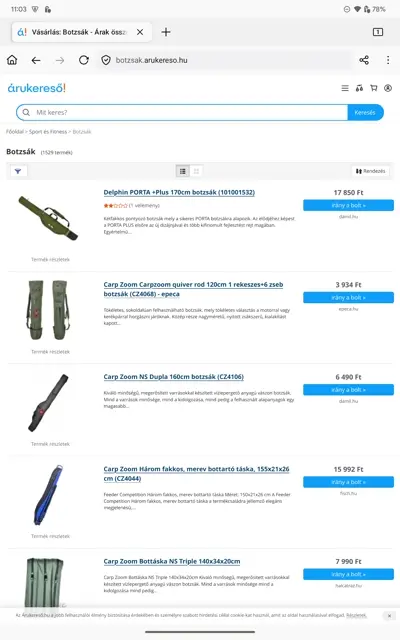 11:03
78%
Vásárlás: Botzsák - Árak össz
1
botzsak.arukereso.hu
árukereső!
Mit keres?
Keresés
Főoldal > Sport és Fitness > Botzsák
Botzsák (1529 termék)
Rendezés
Delphin PORTA +Plus 170cm botzsák (101001532)
17 850 Ft
(1 vélemény)
Irány a bolt »
Kétfakkos pontyozó botzsák mely a sikeres PORTA botzsákra alapozik. Az elődjéhez képest
damil.hu
a PORTA PLUS előnye az új dizájnjával és több kifinomult fejlesztést rejt magában.
Egyértelmű...
Termék részletek
Carp Zoom Carpzoom quiver rod 120cm 1 rekeszes+6 zseb
botzsák (CZ4068) - epeca
3 934 Ft
Irány a bolt »
epeca.hu
Tökéletes, sokoldalúan felhasználható botzsák, mely tökéletes választás a motorral vagy
kerékpárral horgászni járóknak. Közép része nagyméretű, nyitott zsákszerű, kialakítást
kapott...
Termék részletek
Carp Zoom NS Dupla 160cm botzsák (CZ4106)
6 490 Ft
Irány a bolt »
Kiváló minőségű, megerősített varrásokkal készített vízlepergető anyagú vászon botzsák.
damil.hu
Mind a varrások minősége, mind a kidolgozása, mind pedig a felhasznált alapanyagok egy
magasabb...
Termék részletek
Carp Zoom Három fakkos, merev bottartó táska, 155x21x26
cm (CZ4044)
15 992 Ft
Irány a bolt »
fisch.hu
Feeder Competition Három fakkos, merev bottartó táska Méret: 150x21x26 cm A Feeder
Competition Három fakkos, merev bottartó táska a termékcsaládra jellemző elegáns
megjelenésű,...
Termék részletek
Carp Zoom Bottáska NS Triple 140x34x20cm
7 990 Ft
Irány a bolt »
Carp Zoom Bottáska NS Triple 140x34x20cm Kiváló minőségű, megerősített varrásokkal
halkatraz.hu
készített vízlepergető anyagú vászon botzsák. Mind a varrások minősége, mind a
kidolgozása mind pedig
Az Árukereső.hu a jobb felhasználói élmény biztosítása érdekében és személyre szabott hirdetési céllal cookie-kat használ, amit az oldal használatával elfogad. Részletek.